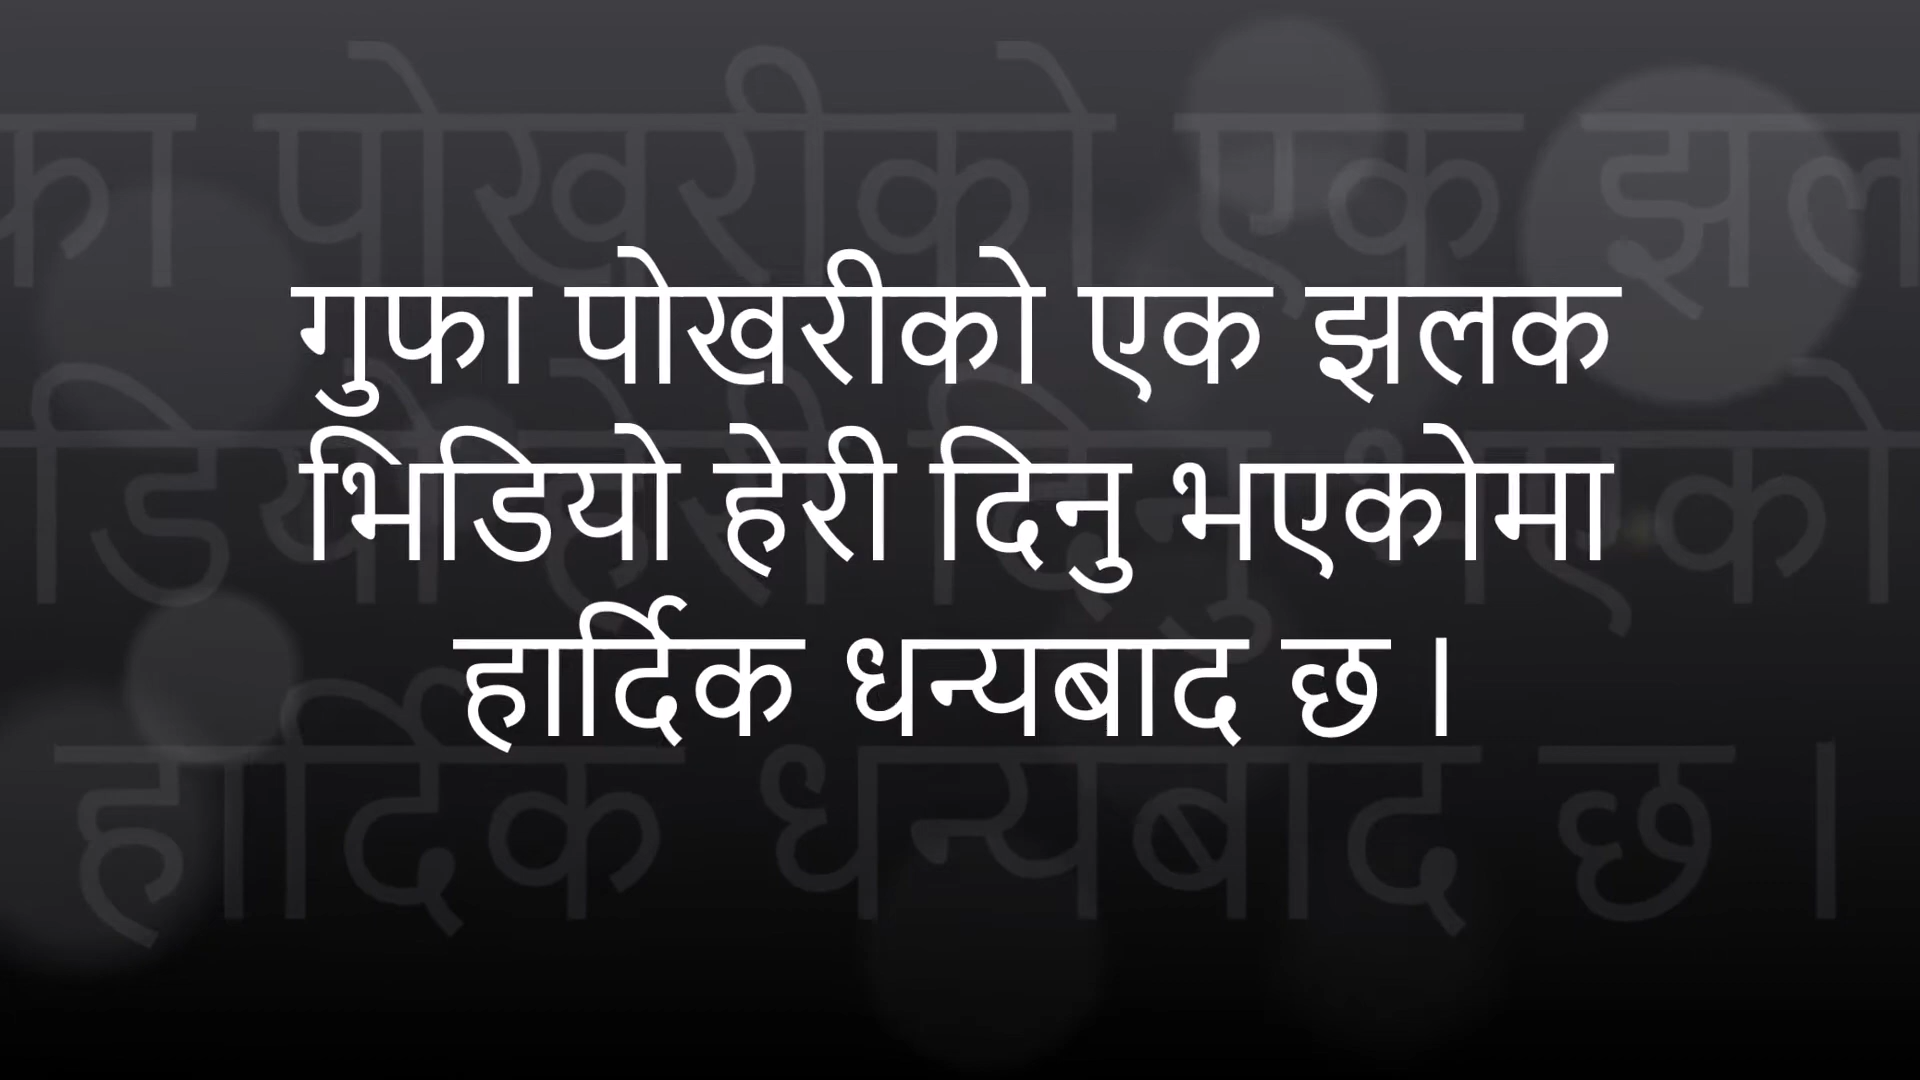 गुफा पोखरीको एक झलक
भिडियो हेरी दिनु भएकोमा
हार्दिक धन्यबाद छ ।